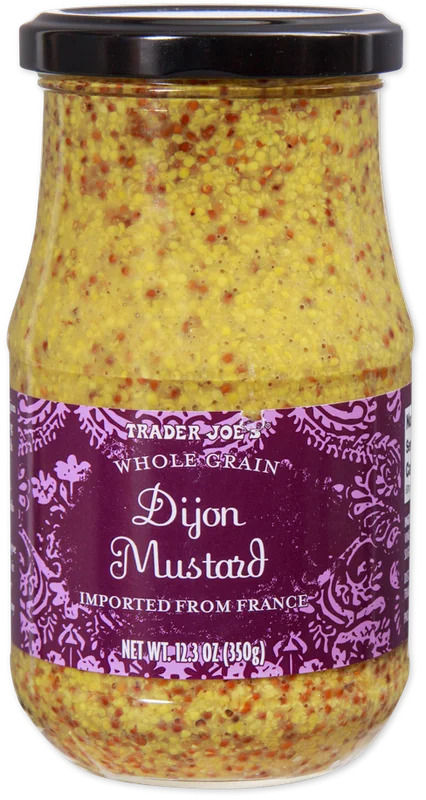 TRADER JOE'S
WHOLE GRAIN
Dijon
Mustard
IMPORTED FROM FRANCE
NET WT. 12.3 OZ (350g)